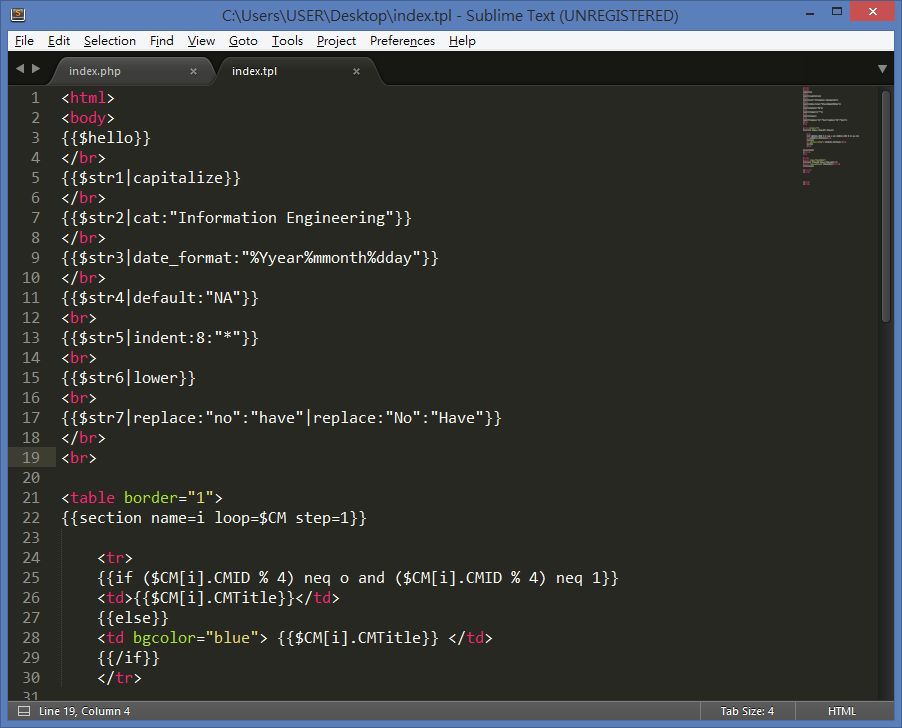 C:\Users\USER\Desktop\index.tpl - Sublime Text (UNREGISTERED)
File Edit Selection Find View Goto Tools Project Preferences Help
index.php × index.tpl ×
1 <html>
2 <body>
3 {{$hello}}
4 </br>
5 {{$str1|capitalize}}
6 </br>
7 {{$str2|cat:"Information Engineering"}}
8 </br>
9 {{$str3|date_format:"%Yyear%mmonth%dday"}}
10 </br>
11 {{$str4|default:"NA"}}
12 <br>
13 {{$str5|indent:8:"*"}}
14 <br>
15 {{$str6|lower}}
16 <br>
17 {{$str7|replace:"no":"have"|replace:"No":"Have"}}
18 </br>
19 <br>
20
21 <table border="1">
22 {{section name=i loop=$CM step=1}}
23
24 <tr>
25 {{if ($CM[i].CMID % 4) neq o and ($CM[i].CMID % 4) neq 1}}
26 <td>{{$CM[i].CMTitle}}</td>
27 {{else}}
28 <td bgcolor="blue"> {{$CM[i].CMTitle}} </td>
29 {{/if}}
30 </tr>
31
Line 19, Column 4 Tab Size: 4 HTML